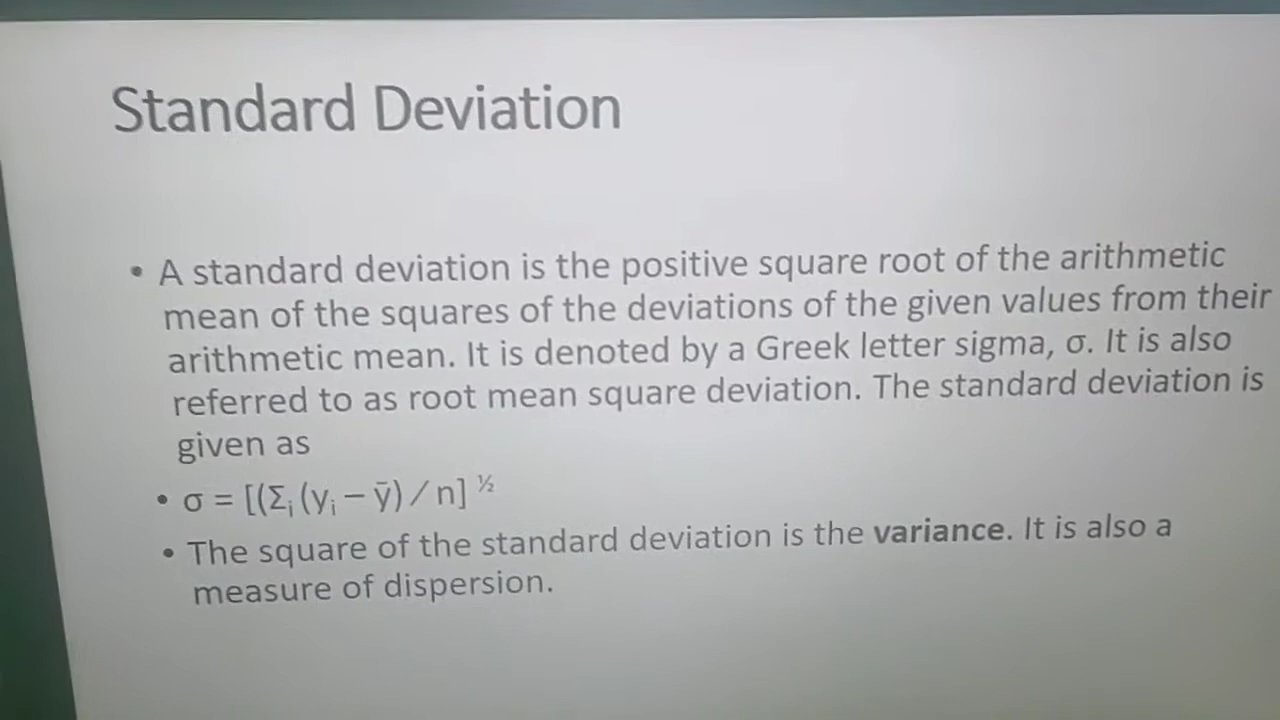 Standard Deviation
• A standard deviation is the positive square root of the arithmetic
mean of the squares of the deviations of the given values from their
arithmetic mean. It is denoted by a Greek letter sigma, σ. It is also
referred to as root mean square deviation. The standard deviation is
given as
• σ = [(Σᵢ (yᵢ – ȳ) / n] ½
• The square of the standard deviation is the variance. It is also a
measure of dispersion.